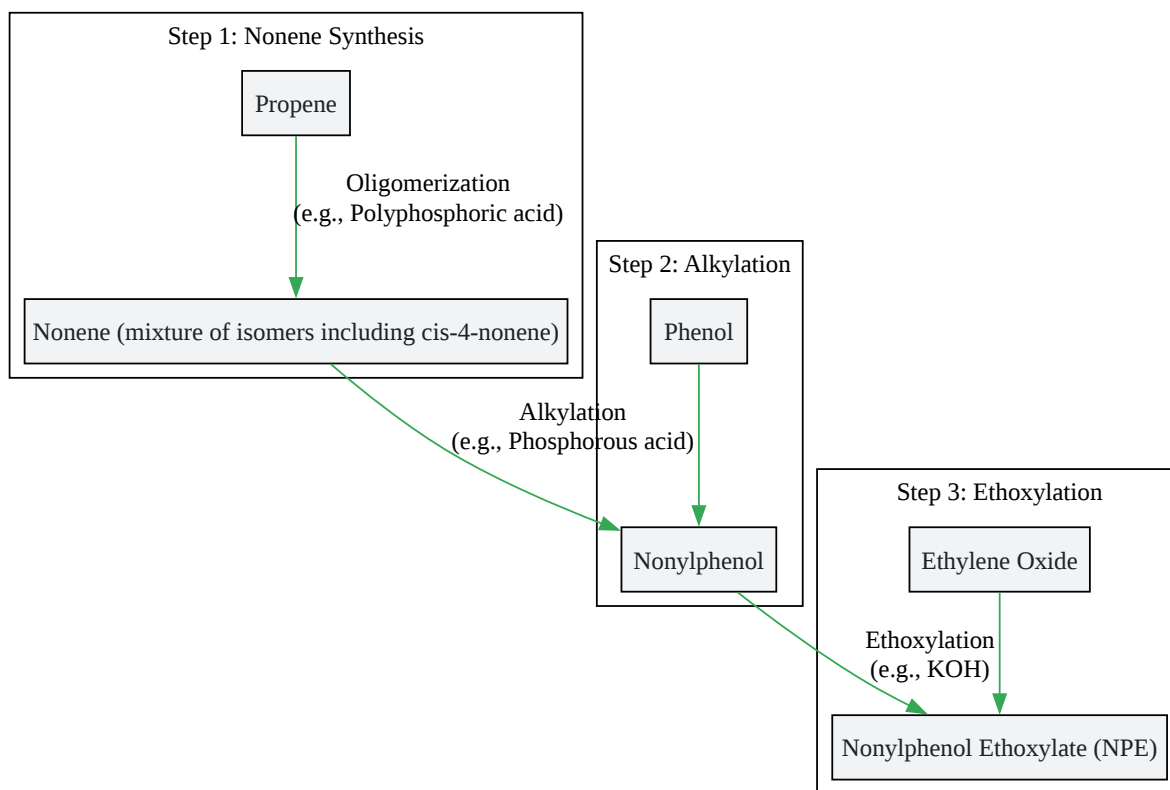 Step 1: Nonene Synthesis
Propene
Oligomerization
(e.g., Polyphosphoric acid)
Nonene (mixture of isomers including cis-4-nonene)
Step 2: Alkylation
Phenol
Alkylation
(e.g., Phosphorous acid)
Nonylphenol
Step 3: Ethoxylation
Ethylene Oxide
Ethoxylation
(e.g., KOH)
Nonylphenol Ethoxylate (NPE)